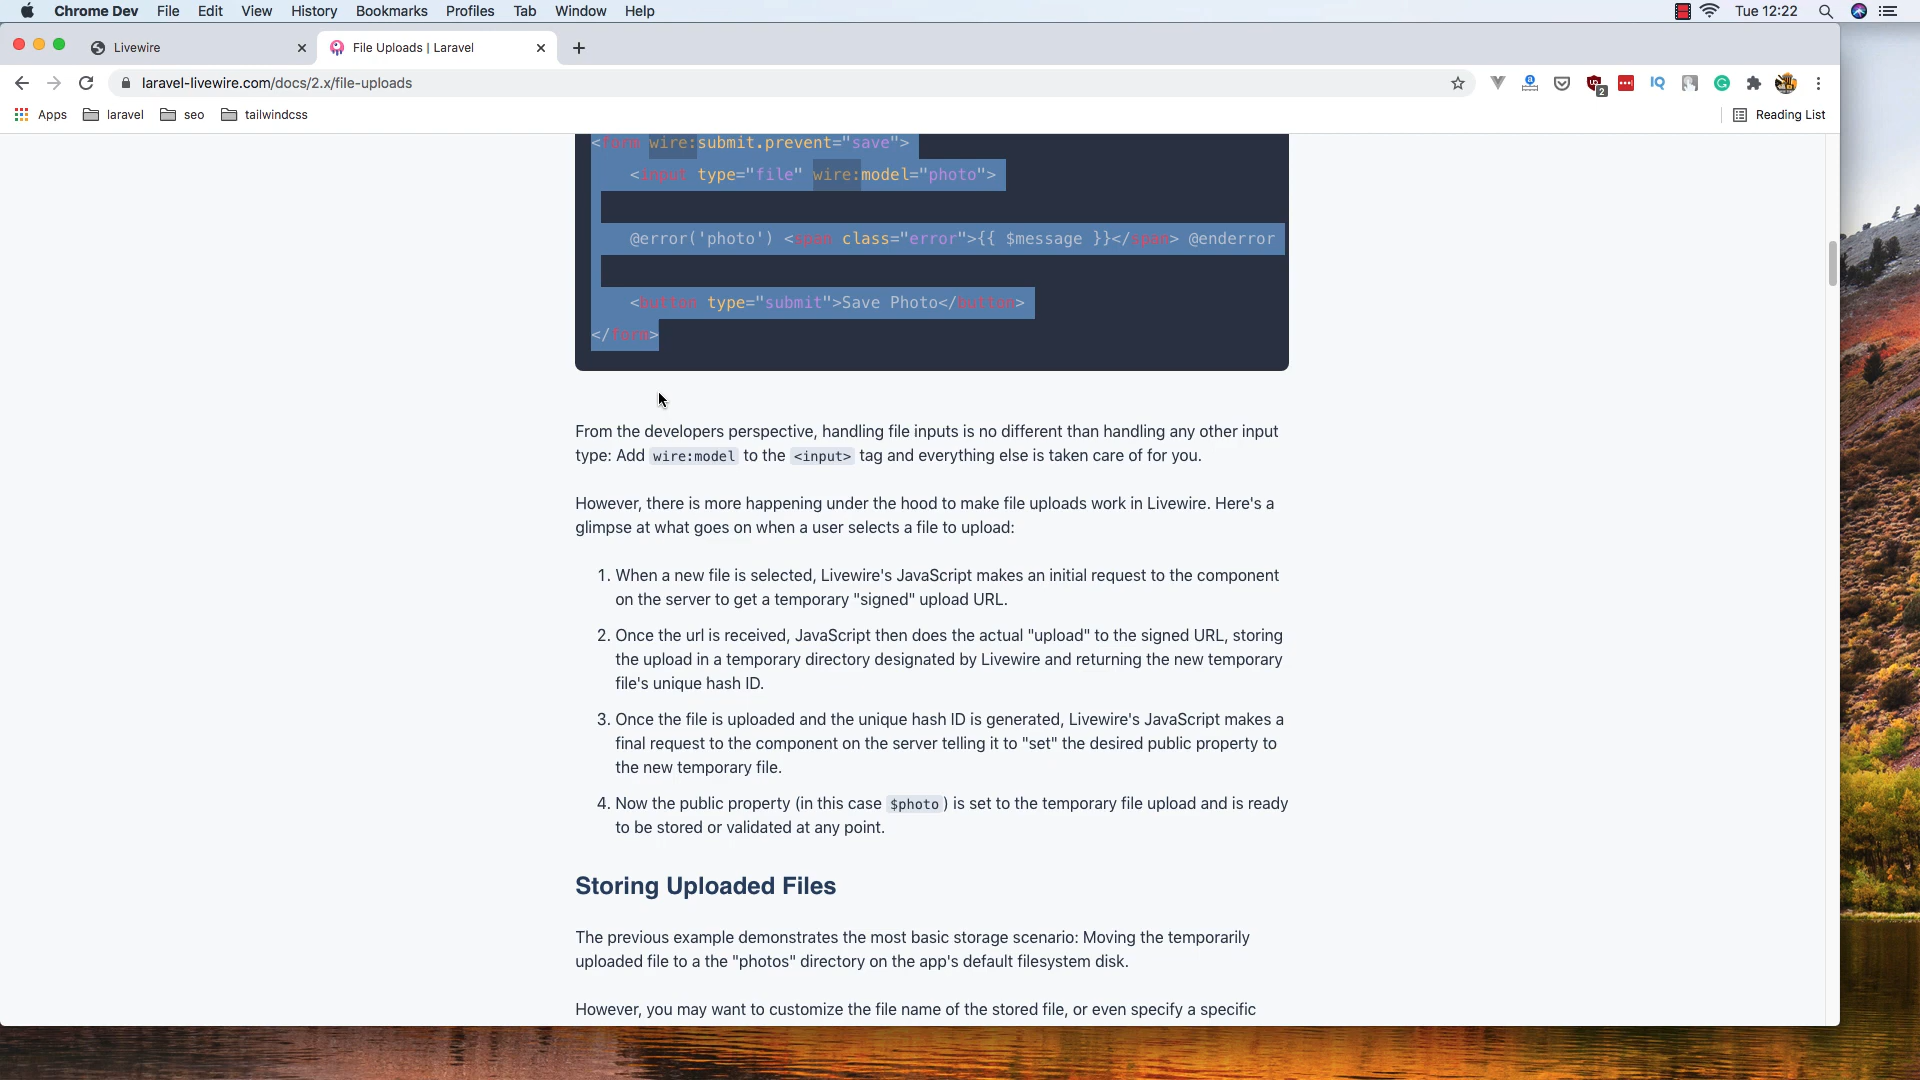 Chrome Dev File Edit View History Bookmarks Profiles Tab Window Help Tue 12:22
Livewire File Uploads | Laravel
laravel-livewire.com/docs/2.x/file-uploads
Apps laravel seo tailwindcss Reading List
<form wire:submit.prevent="save">
<input type="file" wire:model="photo">
@error('photo') <span class="error">{{ $message }}</span> @enderror
<button type="submit">Save Photo</button>
</form>
From the developers perspective, handling file inputs is no different than handling any other input
type: Add wire:model to the <input> tag and everything else is taken care of for you.
However, there is more happening under the hood to make file uploads work in Livewire. Here's a
glimpse at what goes on when a user selects a file to upload:
1. When a new file is selected, Livewire's JavaScript makes an initial request to the component
on the server to get a temporary "signed" upload URL.
2. Once the url is received, JavaScript then does the actual "upload" to the signed URL, storing
the upload in a temporary directory designated by Livewire and returning the new temporary
file's unique hash ID.
3. Once the file is uploaded and the unique hash ID is generated, Livewire's JavaScript makes a
final request to the component on the server telling it to "set" the desired public property to
the new temporary file.
4. Now the public property (in this case $photo) is set to the temporary file upload and is ready
to be stored or validated at any point.
Storing Uploaded Files
The previous example demonstrates the most basic storage scenario: Moving the temporarily
uploaded file to a the "photos" directory on the app's default filesystem disk.
However, you may want to customize the file name of the stored file, or even specify a specific